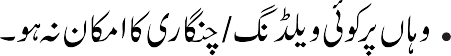 • وہاں پر کوئی ویلڈنگ/چنگاری کا امکان نہ ہو۔